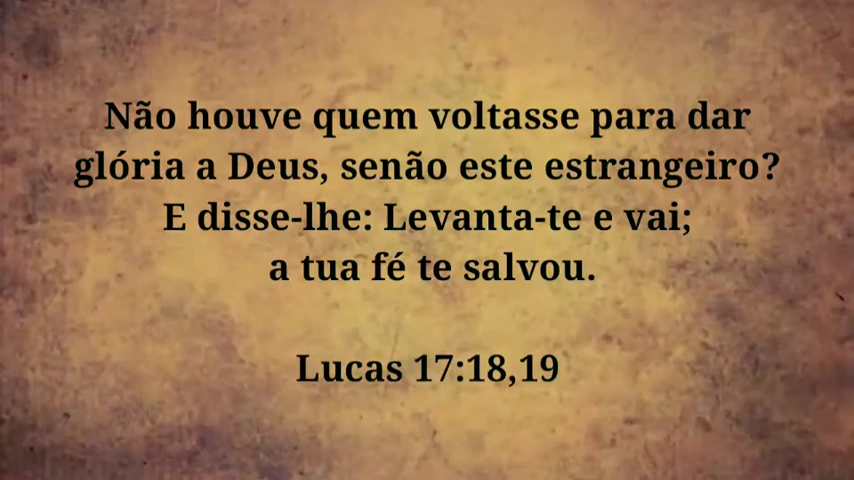 Não houve quem voltasse para dar
glória a Deus, senão este estrangeiro?
E disse-lhe: Levanta-te e vai;
a tua fé te salvou.
Lucas 17:18,19